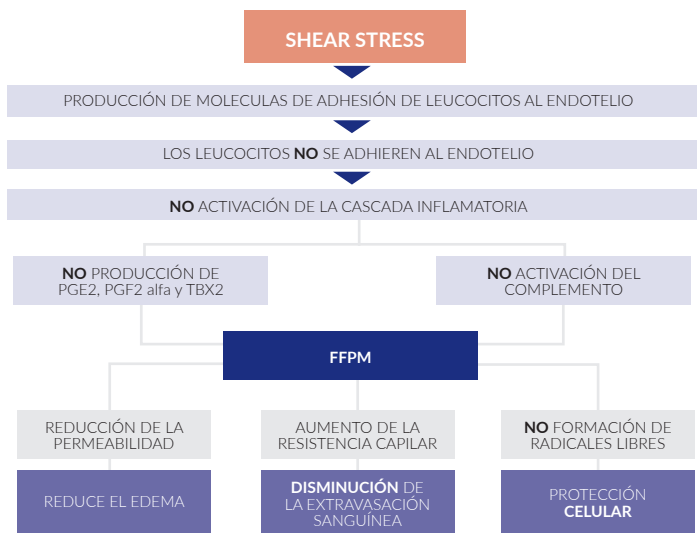 SHEAR STRESS
PRODUCCIÓN DE MOLECULAS DE ADHESIÓN DE LEUCOCITOS AL ENDOTELIO
LOS LEUCOCITOS NO SE ADHIEREN AL ENDOTELIO
NO ACTIVACIÓN DE LA CASCADA INFLAMATORIA
NO PRODUCCIÓN DE
PGE2, PGF2 alfa y TBX2
NO ACTIVACIÓN DEL
COMPLEMENTO
FFPM
REDUCCIÓN DE LA
PERMEABILIDAD
AUMENTO DE LA
RESISTENCIA CAPILAR
NO FORMACIÓN DE
RADICALES LIBRES
REDUCE EL EDEMA
DISMINUCIÓN DE
LA EXTRAVASACIÓN
SANGUÍNEA
PROTECCIÓN
CELULAR